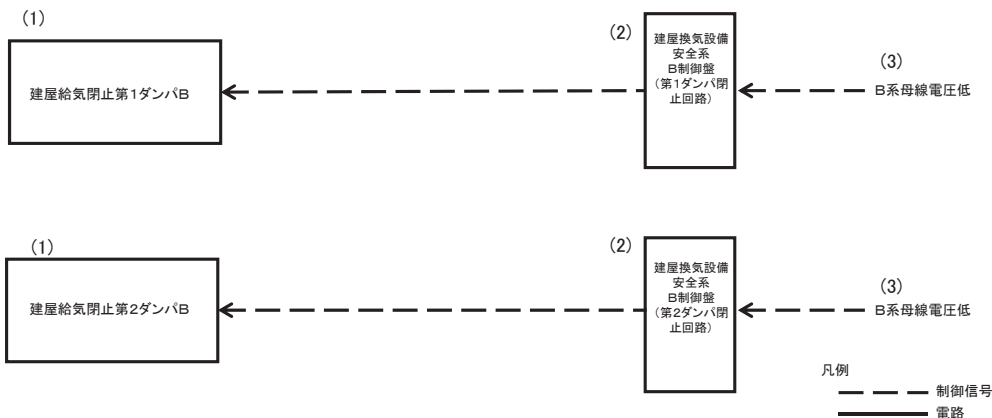 (1)
建屋給気閉止第1ダンパB
(2)
建屋換気設備
安全系
B制御盤
(第1ダンパ閉
止回路)
(3)
B系母線電圧低
(1)
建屋給気閉止第2ダンパB
(2)
建屋換気設備
安全系
B制御盤
(第2ダンパ閉
止回路)
(3)
B系母線電圧低
凡例
制御信号
電路